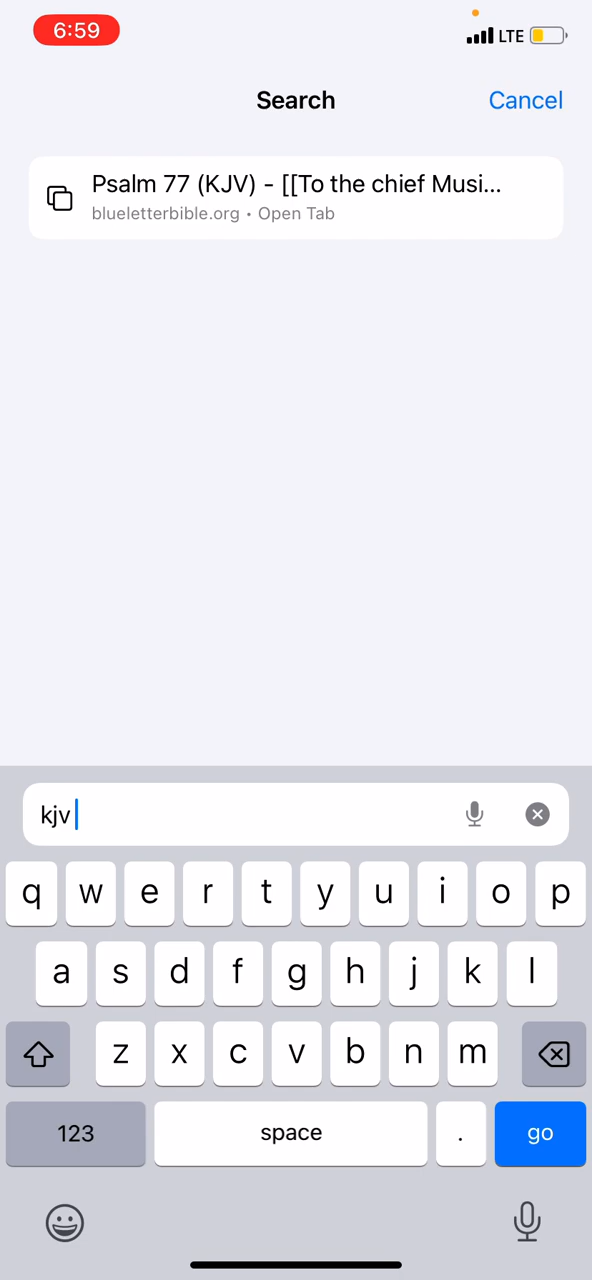 6:59
LTE
Search
Cancel
Psalm 77 (KJV) - [[To the chief Musi...
blueletterbible.org • Open Tab
kjv
q w e r t y u i o p
a s d f g h j k l
z x c v b n m
123 space . go